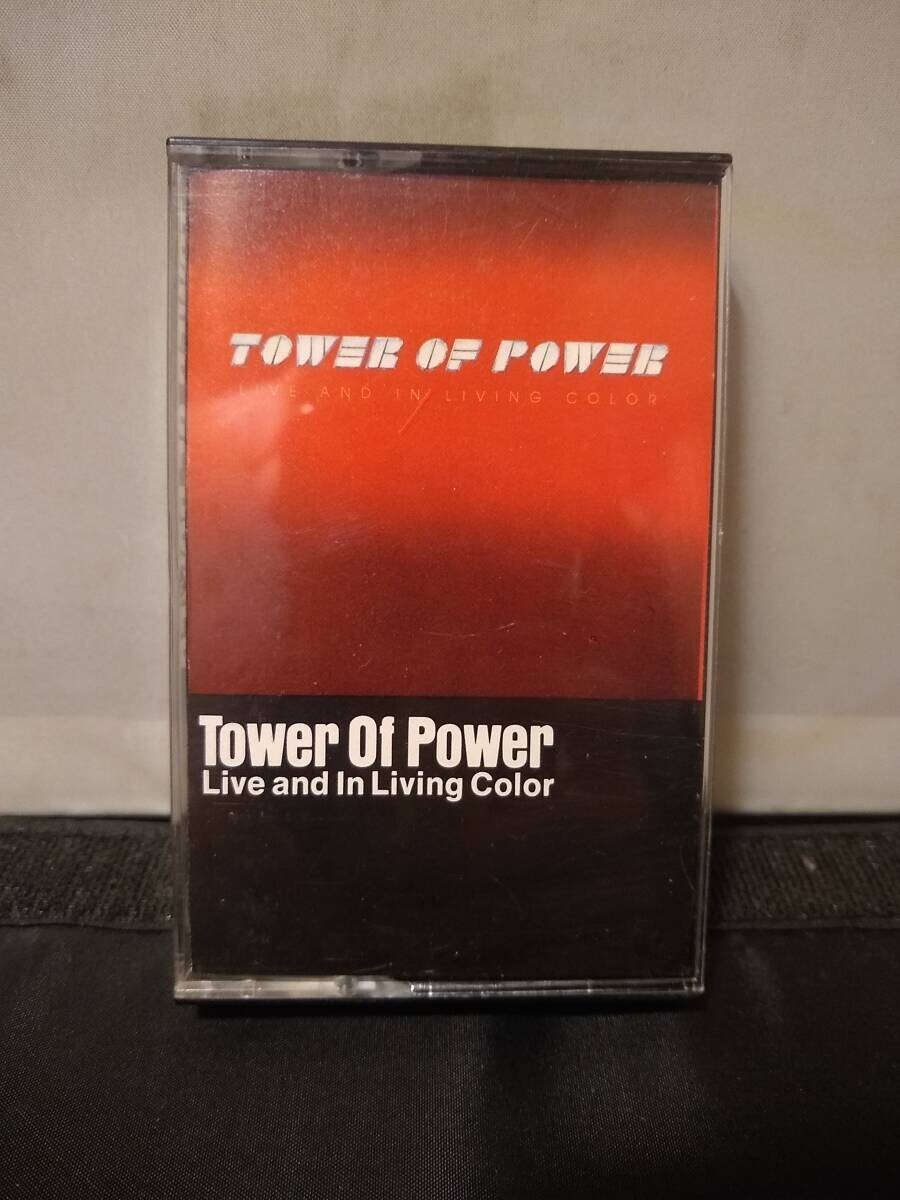 TOWER OF POWER
LIVE AND IN LIVING COLOR
Tower Of Power
Live and In Living Color